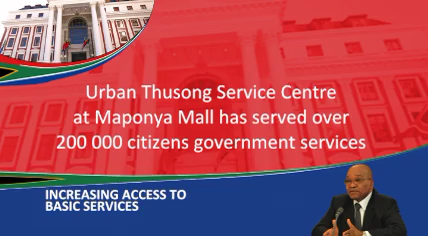 Urban Thusong Service Centre
at Maponya Mall has served over
200 000 citizens government services
INCREASING ACCESS TO
BASIC SERVICES